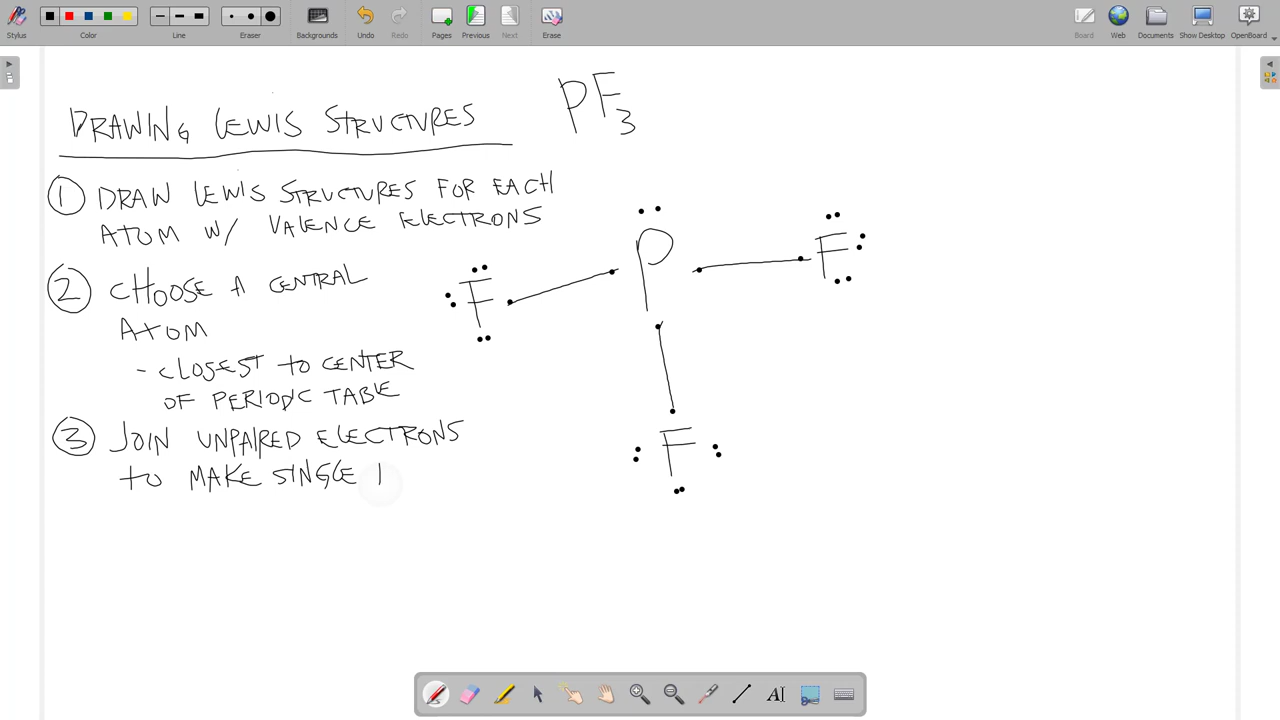 Stylus
Color
Line
Eraser
Backgrounds
Undo
Redo
Pages
Previous
Next
Erase
Board
Web
Documents
Show Desktop
OpenBoard
DRAWING LEWIS STRUCTURES
PF3
① DRAW LEWIS STRUCTURES FOR EACH
ATOM W/ VALENCE ELECTRONS
② CHOOSE A CENTRAL
ATOM
- CLOSEST TO CENTER
OF PERIODIC TABLE
③ JOIN UNPAIRED ELECTRONS
TO MAKE SINGLE
P
F
F
F
AI